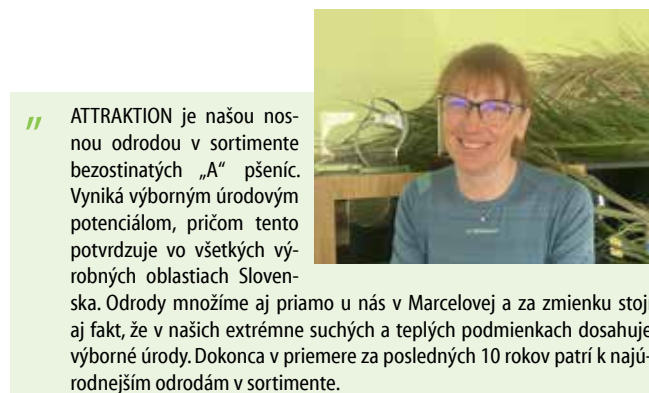 „
ATTRAKTION je našou nos-
nou odrodou v sortimente
bezostinatých „A“ pšeníc.
Vyniká výborným úrodovým
potenciálom, pričom tento
potvrdzuje vo všetkých vý-
robných oblastiach Sloven-
ska. Odrody množíme aj priamo u nás v Marcelovej a za zmienku stojí
aj fakt, že v našich extrémne suchých a teplých podmienkach dosahuje
výborné úrody. Dokonca v priemere za posledných 10 rokov patrí k najú-
rodnejším odrodám v sortimente.